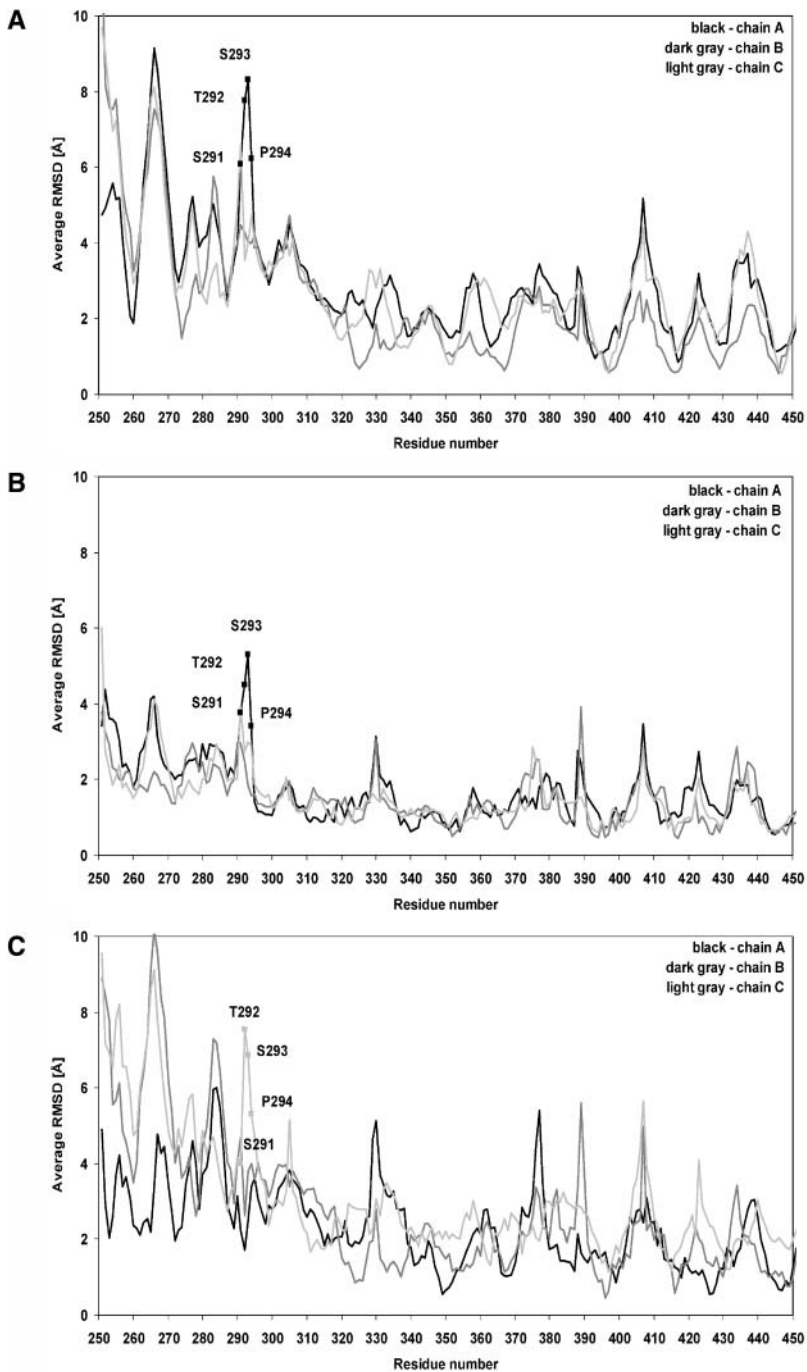 A
10
8
6
4
2
0
Average RMSD [Å]
black - chain A
dark gray - chain B
light gray - chain C
S293
T292
S291
P294
250 260 270 280 290 300 310 320 330 340 350 360 370 380 390 400 410 420 430 440 450
Residue number
B
10
8
6
4
2
0
Average RMSD [Å]
black - chain A
dark gray - chain B
light gray - chain C
S293
T292
S291
P294
250 260 270 280 290 300 310 320 330 340 350 360 370 380 390 400 410 420 430 440 450
Residue number
C
10
8
6
4
2
0
Average RMSD [Å]
black - chain A
dark gray - chain B
light gray - chain C
T292
S293
P294
S291
250 260 270 280 290 300 310 320 330 340 350 360 370 380 390 400 410 420 430 440 450
Residue number